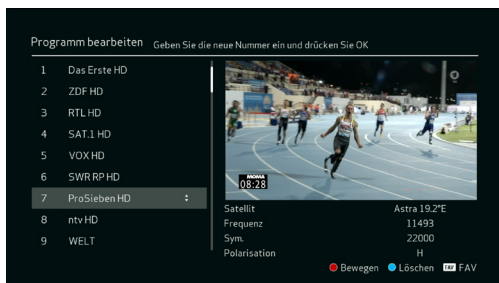 Programm bearbeiten Geben Sie die neue Nummer ein und drücken Sie OK
1 Das Erste HD
2 ZDF HD
3 RTL HD
4 SAT.1 HD
5 VOX HD
6 SWR RP HD
7 ProSieben HD
8 ntv HD
9 WELT
MOMA
08:28
Satellit Astra 19.2°E
Frequenz 11493
Sym. 22000
Polarisation H
Bewegen Löschen FAV FAV